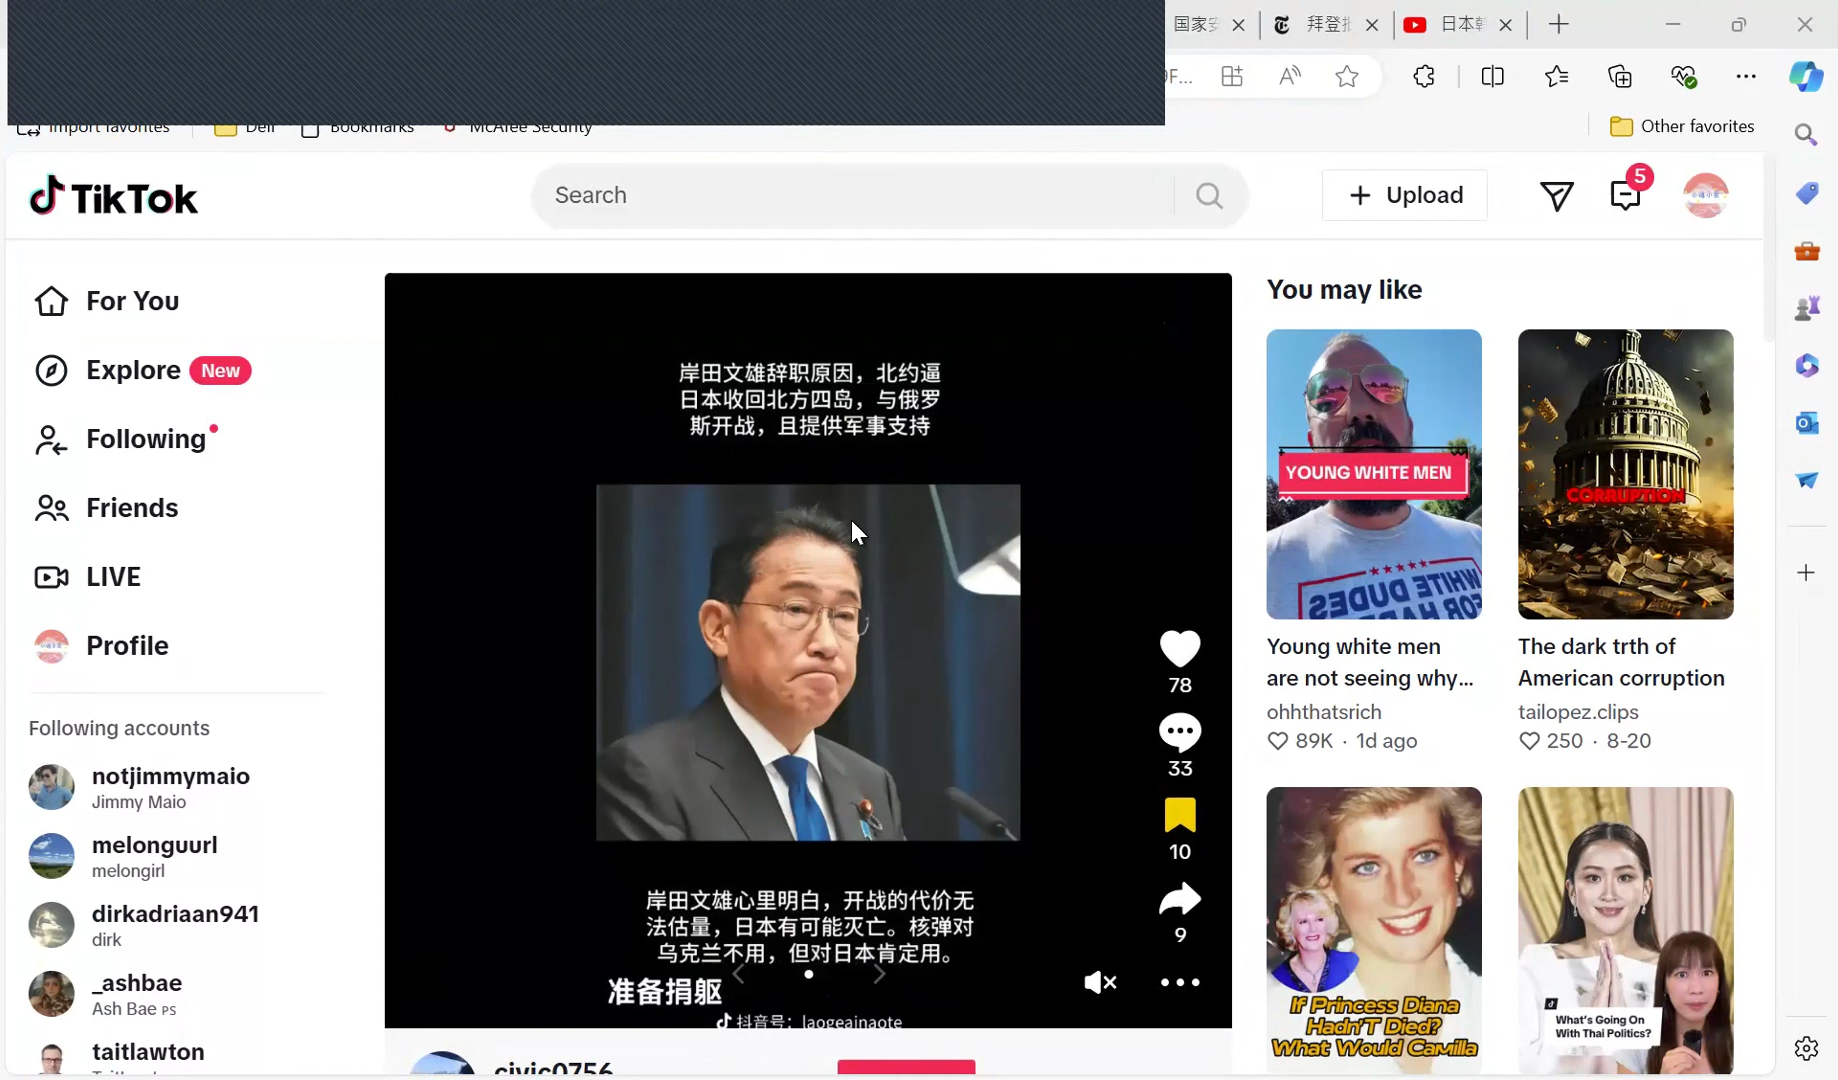 国家安
拜登批
日本韩
9F...
Import favorites
Dell
Bookmarks
McAfee Security
Other favorites
TikTok
Search
Upload
5
For You
Explore New
Following
Friends
LIVE
Profile
Following accounts
notjimmymaio
Jimmy Maio
melonguurl
melongirl
dirkadriaan941
dirk
_ashbae
Ash Bae PS
taitlawton
岸田文雄辞职原因，北约逼
日本收回北方四岛，与俄罗
斯开战，且提供军事支持
78
33
10
9
岸田文雄心里明白，开战的代价无
法估量，日本有可能灭亡。核弹对
乌克兰不用，但对日本肯定用。
准备捐躯
抖音号：laogeainaote
civic0756
You may like
YOUNG WHITE MEN
WHITE
DUDES
FOR HARR
Young white men
are not seeing why...
ohhthatsrich
89K · 1d ago
CORRUPTION
The dark trth of
American corruption
tailopez.clips
250 · 8-20
If Princess Diana
Hadn'T Died?
What Would Camilla
What's Going On
With Thai Politics?